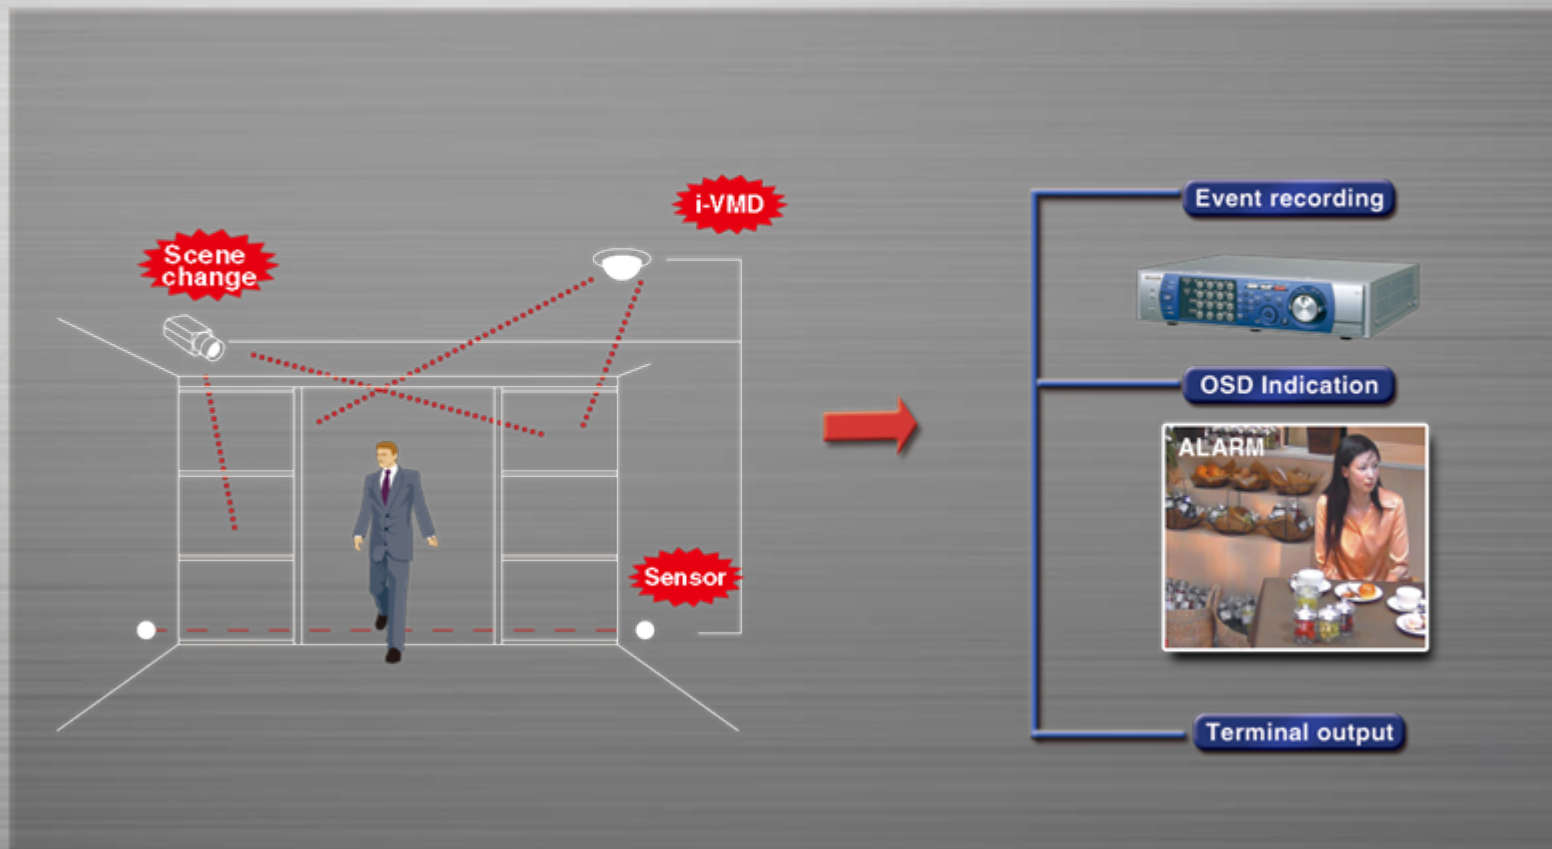 i-VMD
Scene
change
Sensor
Event recording
OSD Indication
ALARM
Terminal output